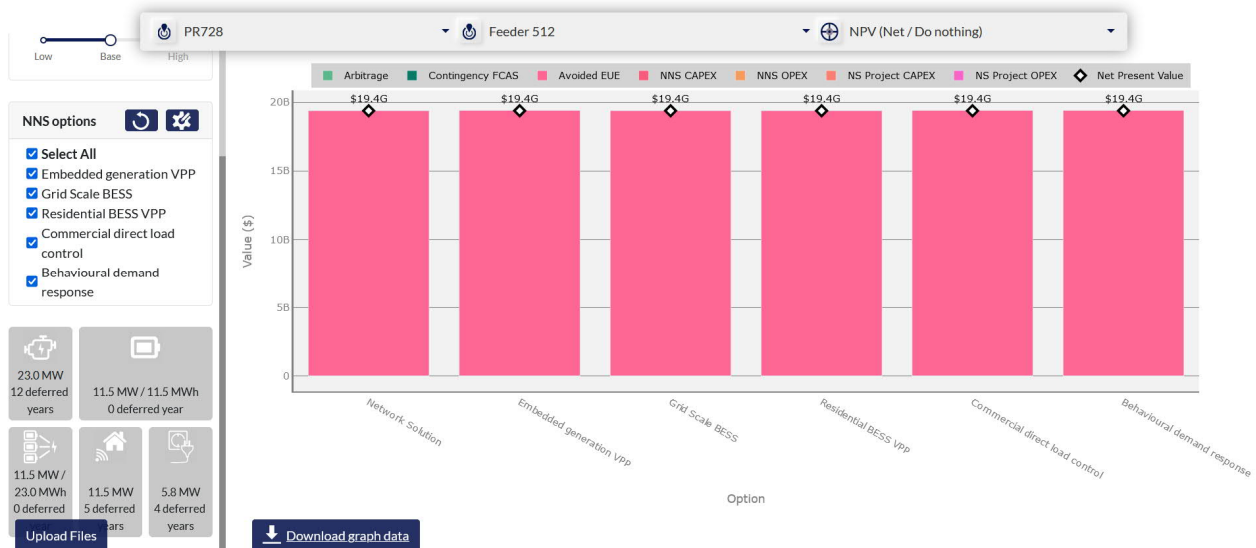 PR728
Feeder 512
NPV (Net / Do nothing)
Low
Base
High
NNS options
Select All
Embedded generation VPP
Grid Scale BESS
Residential BESS VPP
Commercial direct load
control
Behavioural demand
response
23.0 MW
12 deferred
years
11.5 MW / 11.5 MWh
0 deferred year
11.5 MW /
23.0 MWh
0 deferred
year
11.5 MW
5 deferred
years
5.8 MW
4 deferred
years
Upload Files
Arbitrage
Contingency FCAS
Avoided EUE
NNS CAPEX
NNS OPEX
NS Project CAPEX
NS Project OPEX
Net Present Value
$19.4G
$19.4G
$19.4G
$19.4G
$19.4G
$19.4G
20B
15B
10B
5B
0
Value ($)
Network Solution
Embedded generation VPP
Grid Scale BESS
Residential BESS VPP
Commercial direct load control
Behavioural demand response
Option
Download graph data